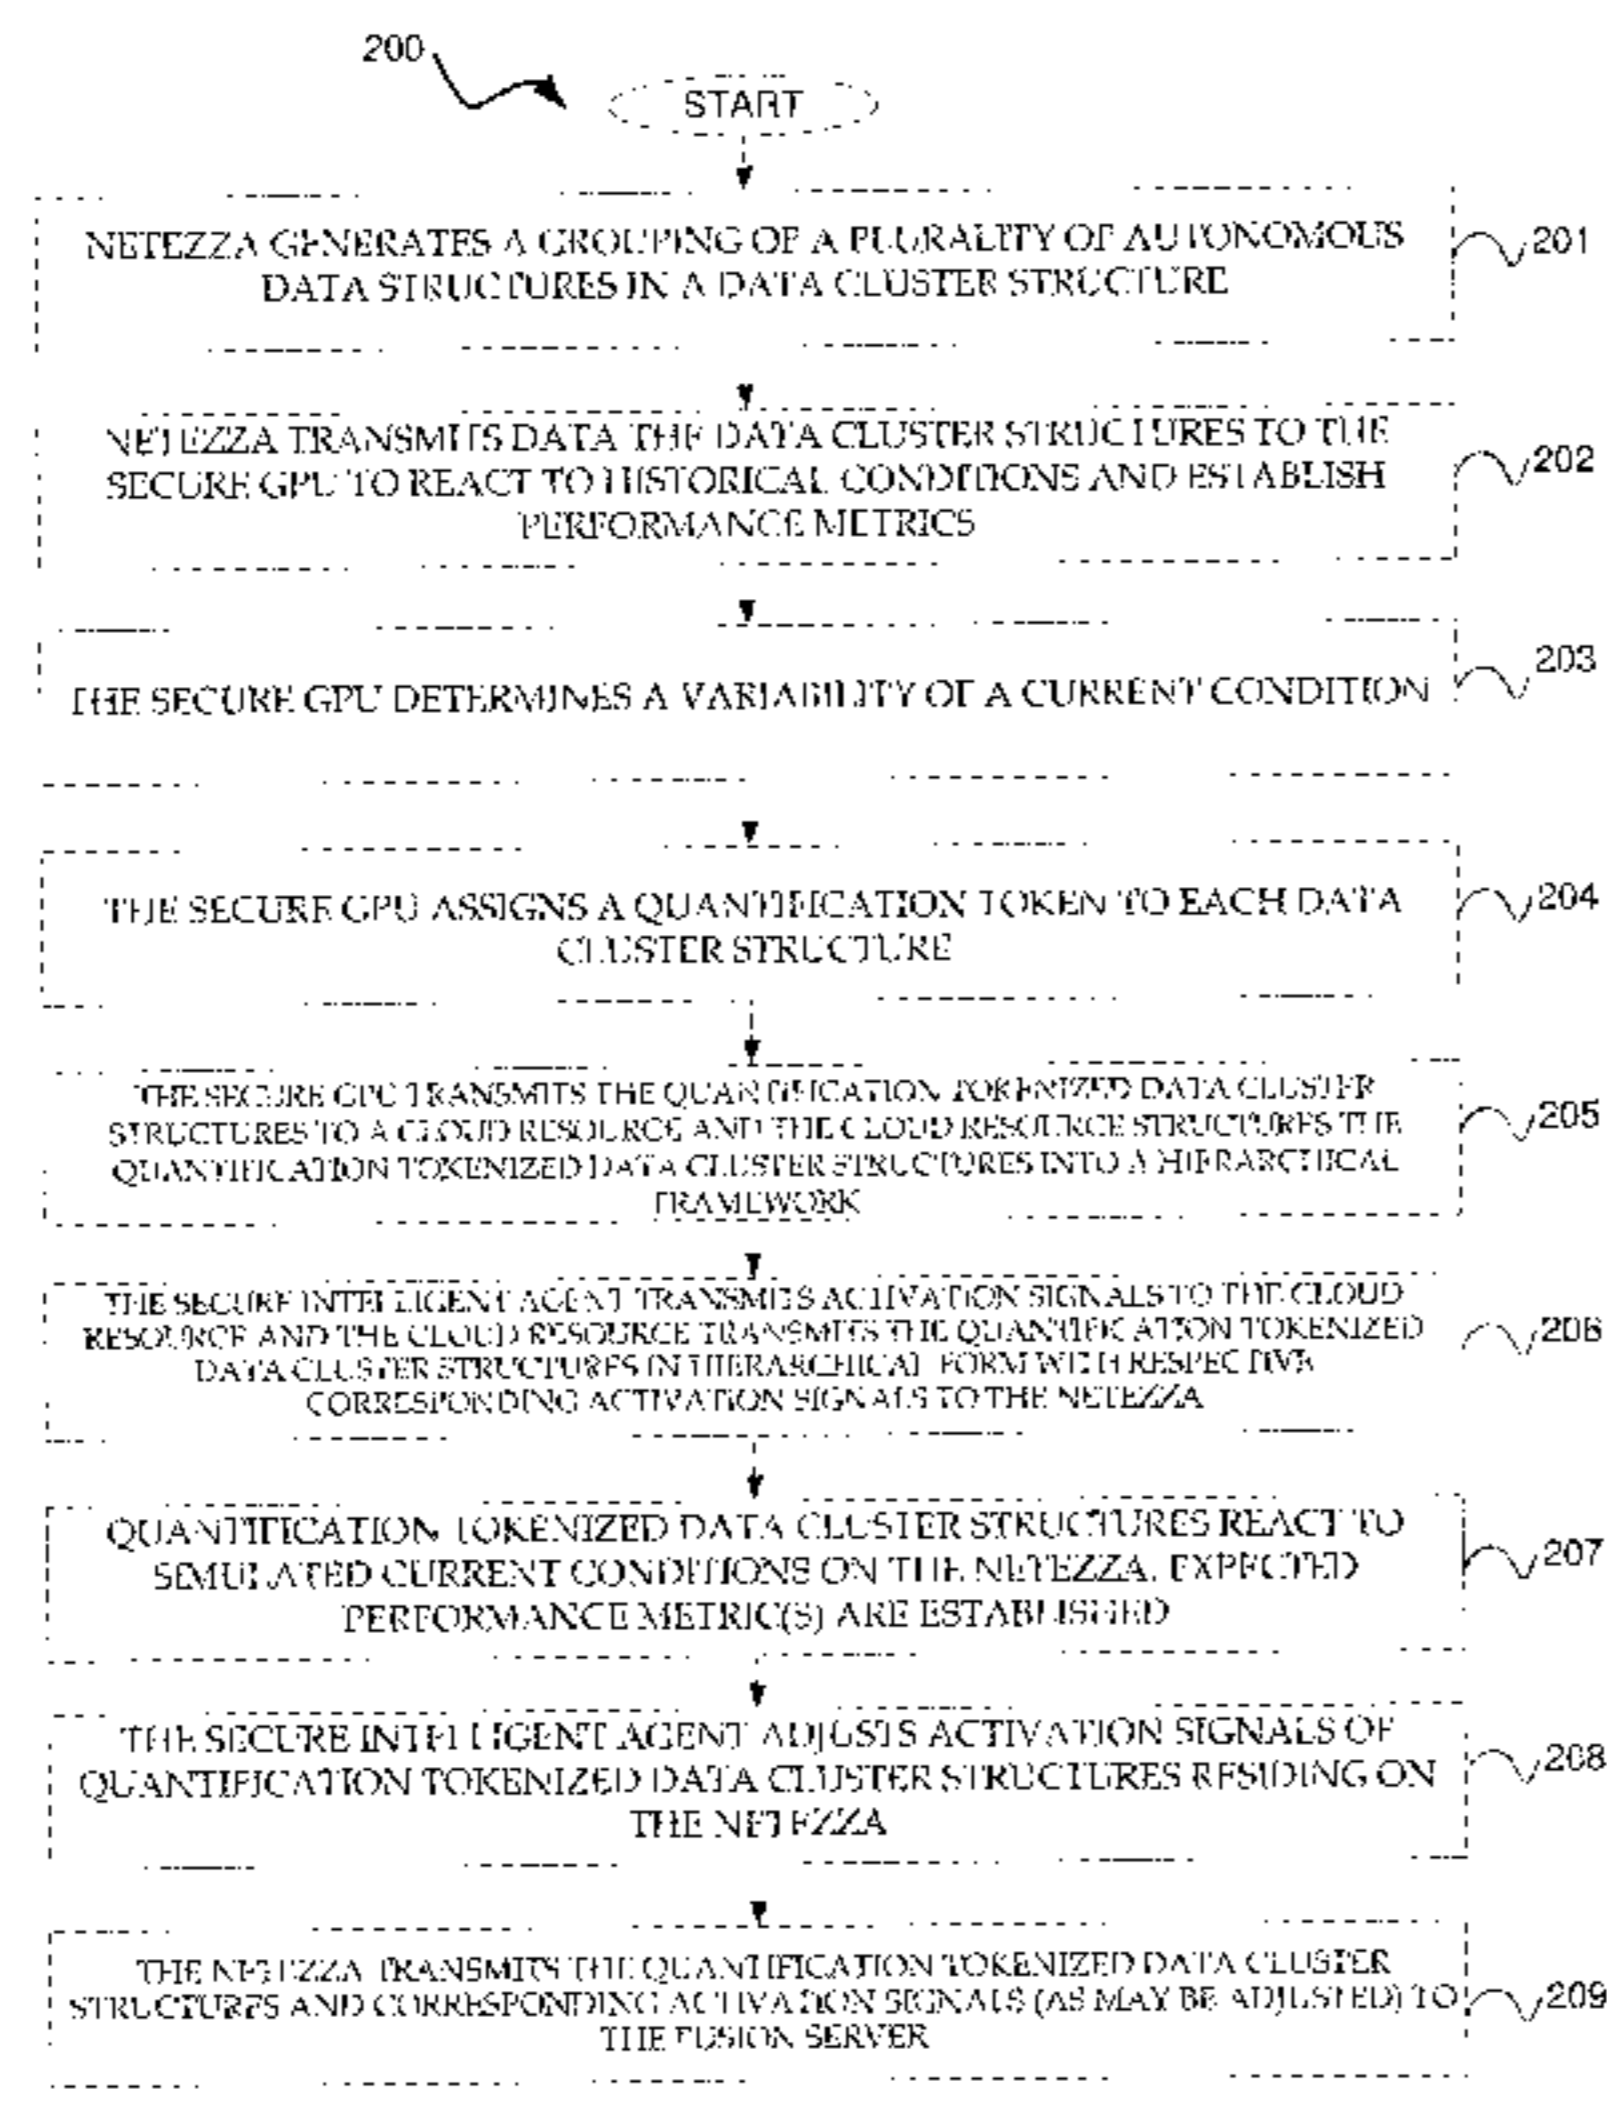 200
START
NETEZZA GENERATES A GROUPING OF A PLURALITY OF AUTONOMOUS
DATA STRUCTURES IN A DATA CLUSTER STRUCTURE
201
NETEZZA TRANSMITS DATA THE DATA CLUSTER STRUCTURES TO THE
SECURE GPU TO REACT TO HISTORICAL CONDITIONS AND ESTABLISH
PERFORMANCE METRICS
202
THE SECURE GPU DETERMINES A VARIABILITY OF A CURRENT CONDITION
203
THE SECURE GPU ASSIGNS A QUANTIFICATION TOKEN TO EACH DATA
CLUSTER STRUCTURE
204
THE SECURE GPU TRANSMITS THE QUANTIFICATION TOKENIZED DATA CLUSTER
STRUCTURES TO A CLOUD RESOURCE AND THE CLOUD RESOURCE STRUCTURES THE
QUANTIFICATION TOKENIZED DATA CLUSTER STRUCTURES INTO A HIERARCHICAL
FRAMEWORK
205
THE SECURE INTELLIGENT AGENT TRANSMITS ACTIVATION SIGNALS TO THE CLOUD
RESOURCE AND THE CLOUD RESOURCE TRANSMITS THE QUANTIFICATION TOKENIZED
DATA CLUSTER STRUCTURES IN HIERARCHICAL FORM WITH RESPECTIVE
CORRESPONDING ACTIVATION SIGNALS TO THE NETEZZA
206
QUANTIFICATION TOKENIZED DATA CLUSTER STRUCTURES REACT TO
SIMULATED CURRENT CONDITIONS ON THE NETEZZA. EXPECTED
PERFORMANCE METRIC(S) ARE ESTABLISHED
207
THE SECURE INTELLIGENT AGENT ADJUSTS ACTIVATION SIGNALS OF
QUANTIFICATION TOKENIZED DATA CLUSTER STRUCTURES RESIDING ON
THE NETEZZA
208
THE NETEZZA TRANSMITS THE QUANTIFICATION TOKENIZED DATA CLUSTER
STRUCTURES AND CORRESPONDING ACTIVATION SIGNALS (AS MAY BE ADJUSTED) TO
THE FUSION SERVER
209